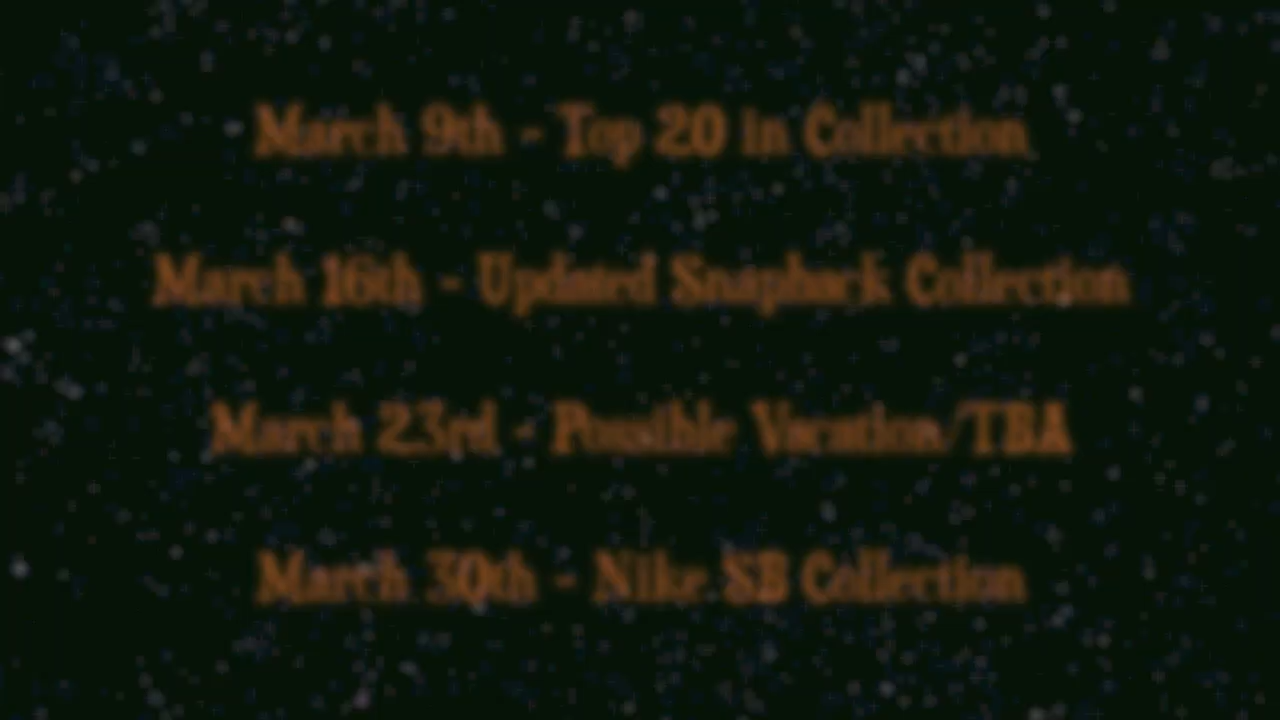 March 9th - Top 20 in Collection
March 16th - Updated Snapback Collection
March 23rd - Possible Vacation/TBA
March 30th - Nike SB Collection